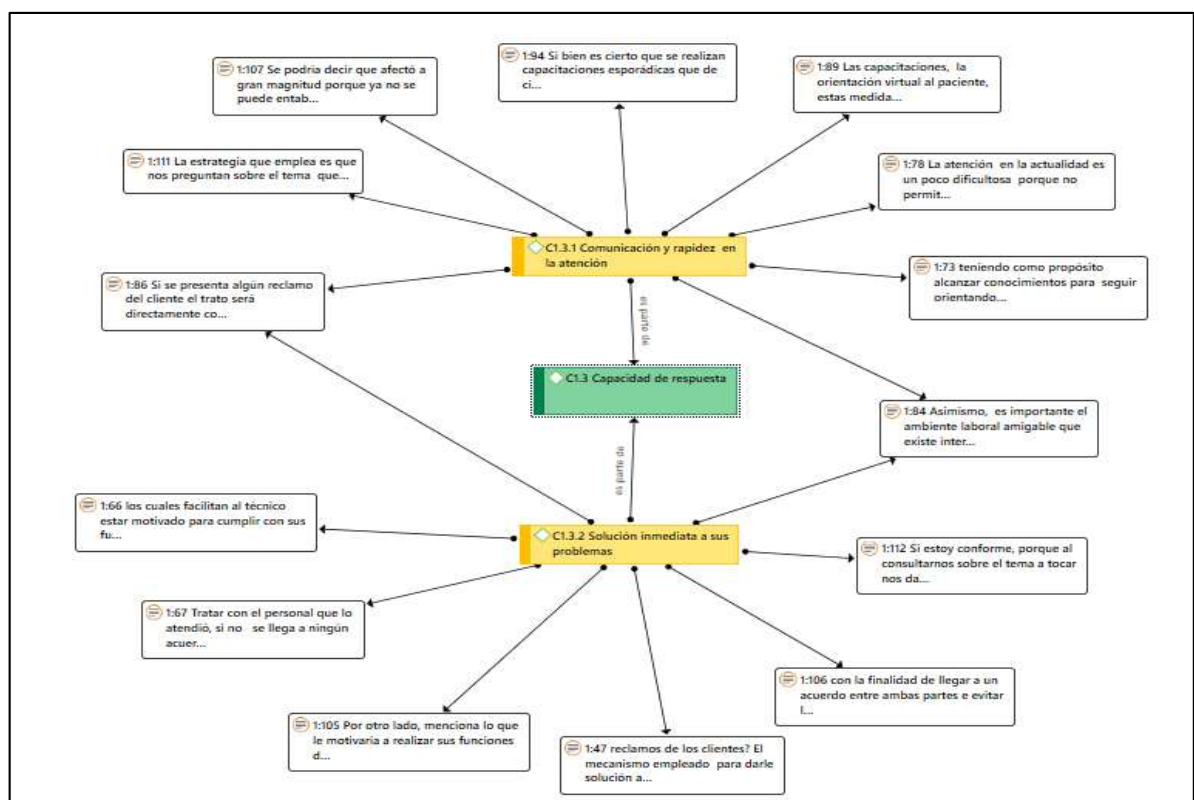 1:94 Si bien es cierto que se realizan
capacitaciones esporádicas que de
ci...
1:107 Se podria decir que afectó a
gran magnitud porque ya no se
puede entab...
1:89 Las capacitaciones, la
orientación virtual al paciente,
estas medida...
1:111 La estrategia que emplea es que
nos preguntan sobre el tema que...
1:78 La atención en la actualidad es
un poco dificultosa porque no
permit...
C1.3.1 Comunicación y rapidez en
la atención
1:86 Si se presenta algún reclamo
del cliente el trato será
directamente co...
1:73 teniendo como propósito
alcanzar conocimientos para seguir
orientando...
es parte de
C1.3 Capacidad de respuesta
1:84 Asimismo, es importante el
ambiente laboral amigable que
existe inter...
es parte de
1:66 los cuales facilitan al técnico
estar motivado para cumplir con sus
fu...
C1.3.2 Solución inmediata a sus
problemas
1:112 Si estoy conforme, porque al
consultarnos sobre el tema a tocar
nos da...
1:67 Tratar con el personal que lo
atendió, si no se llega a ningún
acuer...
1:106 con la finalidad de llegar a un
acuerdo entre ambas partes e evitar
l...
1:105 Por otro lado, menciona lo que
le motivaria a realizar sus funciones
d...
1:47 reclamos de los clientes? El
mecanismo empleado para darle
solución a...